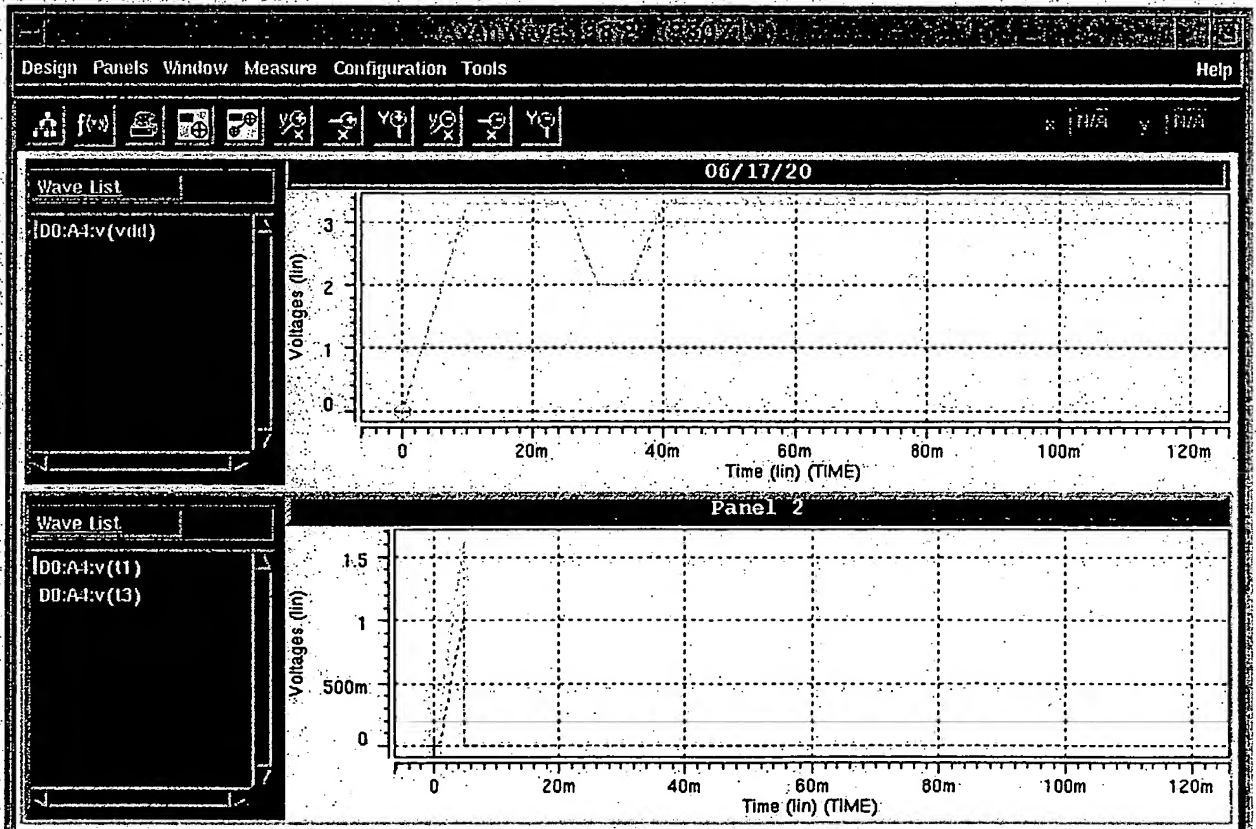 Design Panels Window Measure Configuration Tools Help
f(x) y x x Y y x x Y x N/A y N/A
Wave List
D0:A4:v(vdd)
06/17/20
3
2
1
0
Voltages (lin)
0 20m 40m 60m 80m 100m 120m
Time (lin) (TIME)
Wave List
D0:A4:v(t1)
D0:A4:v(t3)
Panel 2
1.5
1
500m
0
Voltages (lin)
0 20m 40m 60m 80m 100m 120m
Time (lin) (TIME)